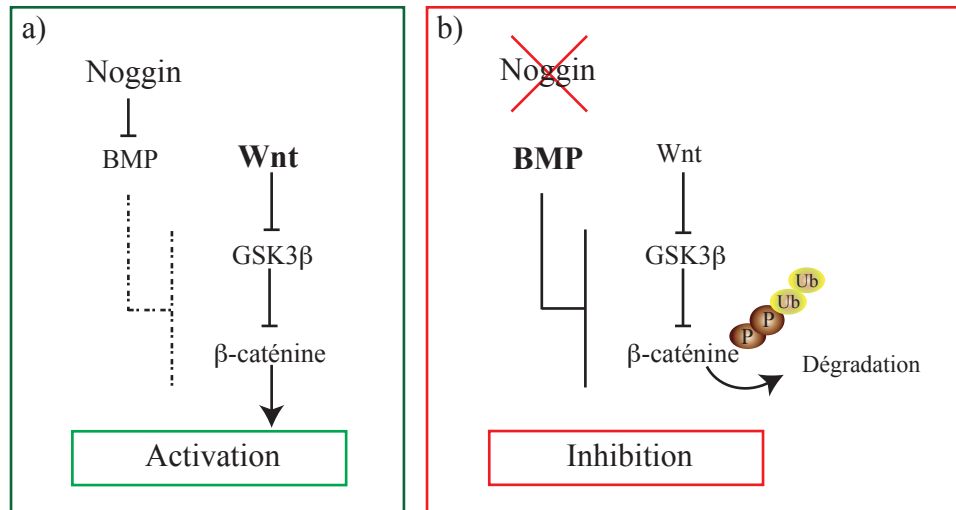 a)
Noggin
BMP
Wnt
GSK3β
β-caténine
Activation
b)
Noggin
BMP
Wnt
GSK3β
β-caténine
P
P
Ub
Ub
Dégradation
Inhibition